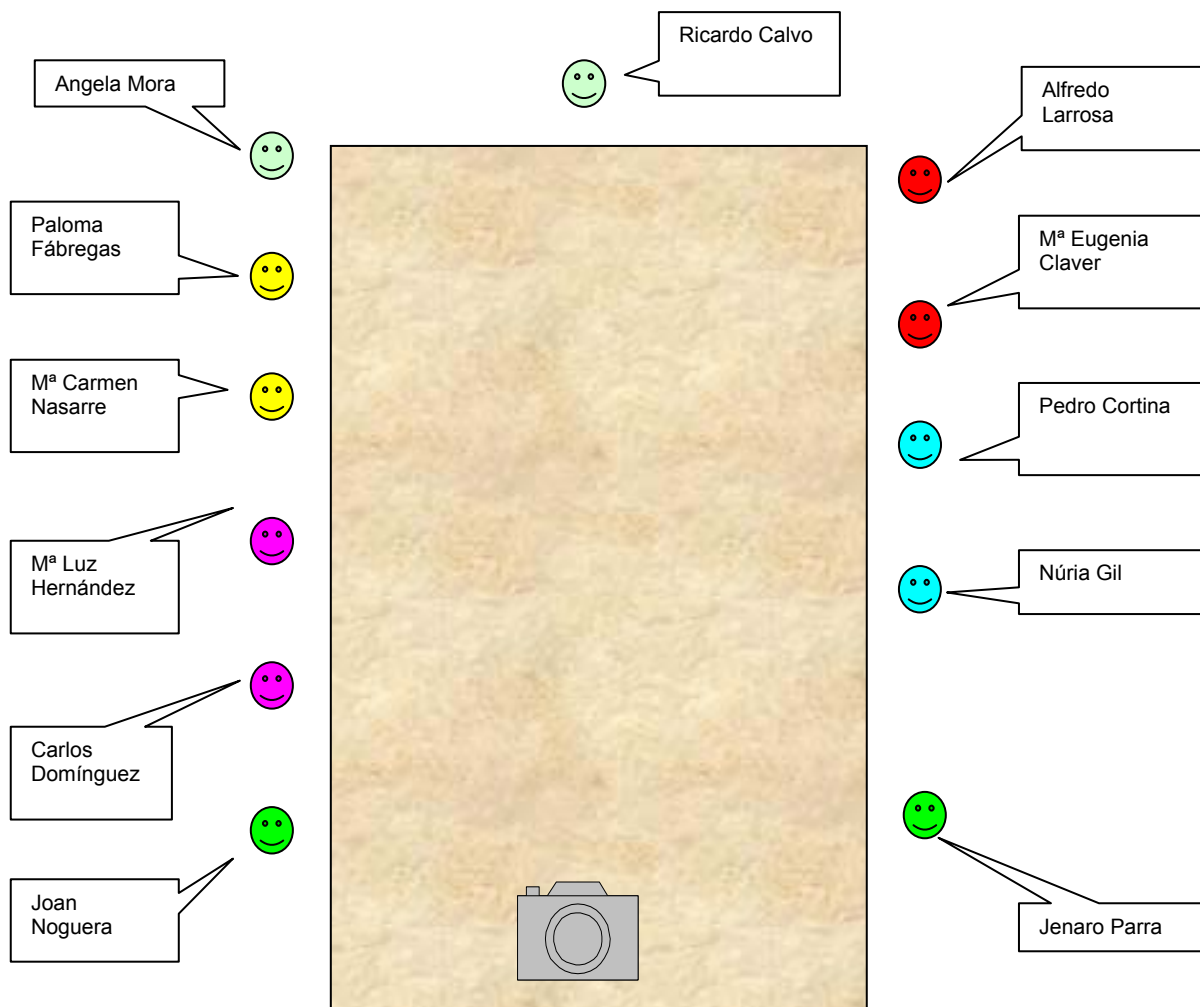 Ricardo Calvo
Angela Mora
Alfredo
Larrosa
Paloma
Fábregas
Mª Eugenia
Claver
Mª Carmen
Nasarre
Pedro Cortina
Mª Luz
Hernández
Núria Gil
Carlos
Domínguez
Joan
Noguera
Jenaro Parra